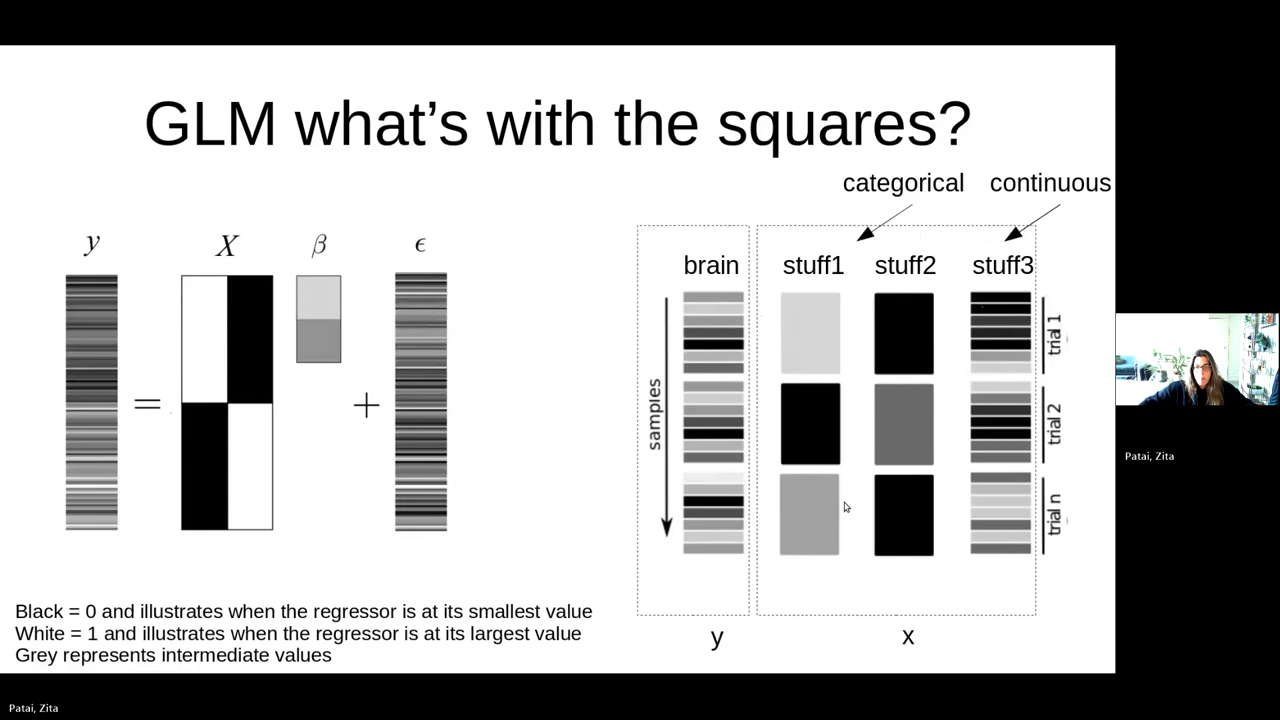 GLM what's with the squares?
categorical continuous
y X β ϵ
brain stuff1 stuff2 stuff3
= +
samples
trial 1
trial 2
trial n
y x
Black = 0 and illustrates when the regressor is at its smallest value
White = 1 and illustrates when the regressor is at its largest value
Grey represents intermediate values
Patai, Zita
Patai, Zita